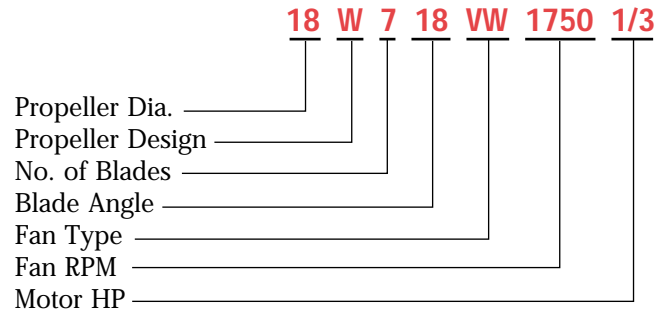 18 W 7 18 VW 1750 1/3
Propeller Dia.
Propeller Design
No. of Blades
Blade Angle
Fan Type
Fan RPM
Motor HP